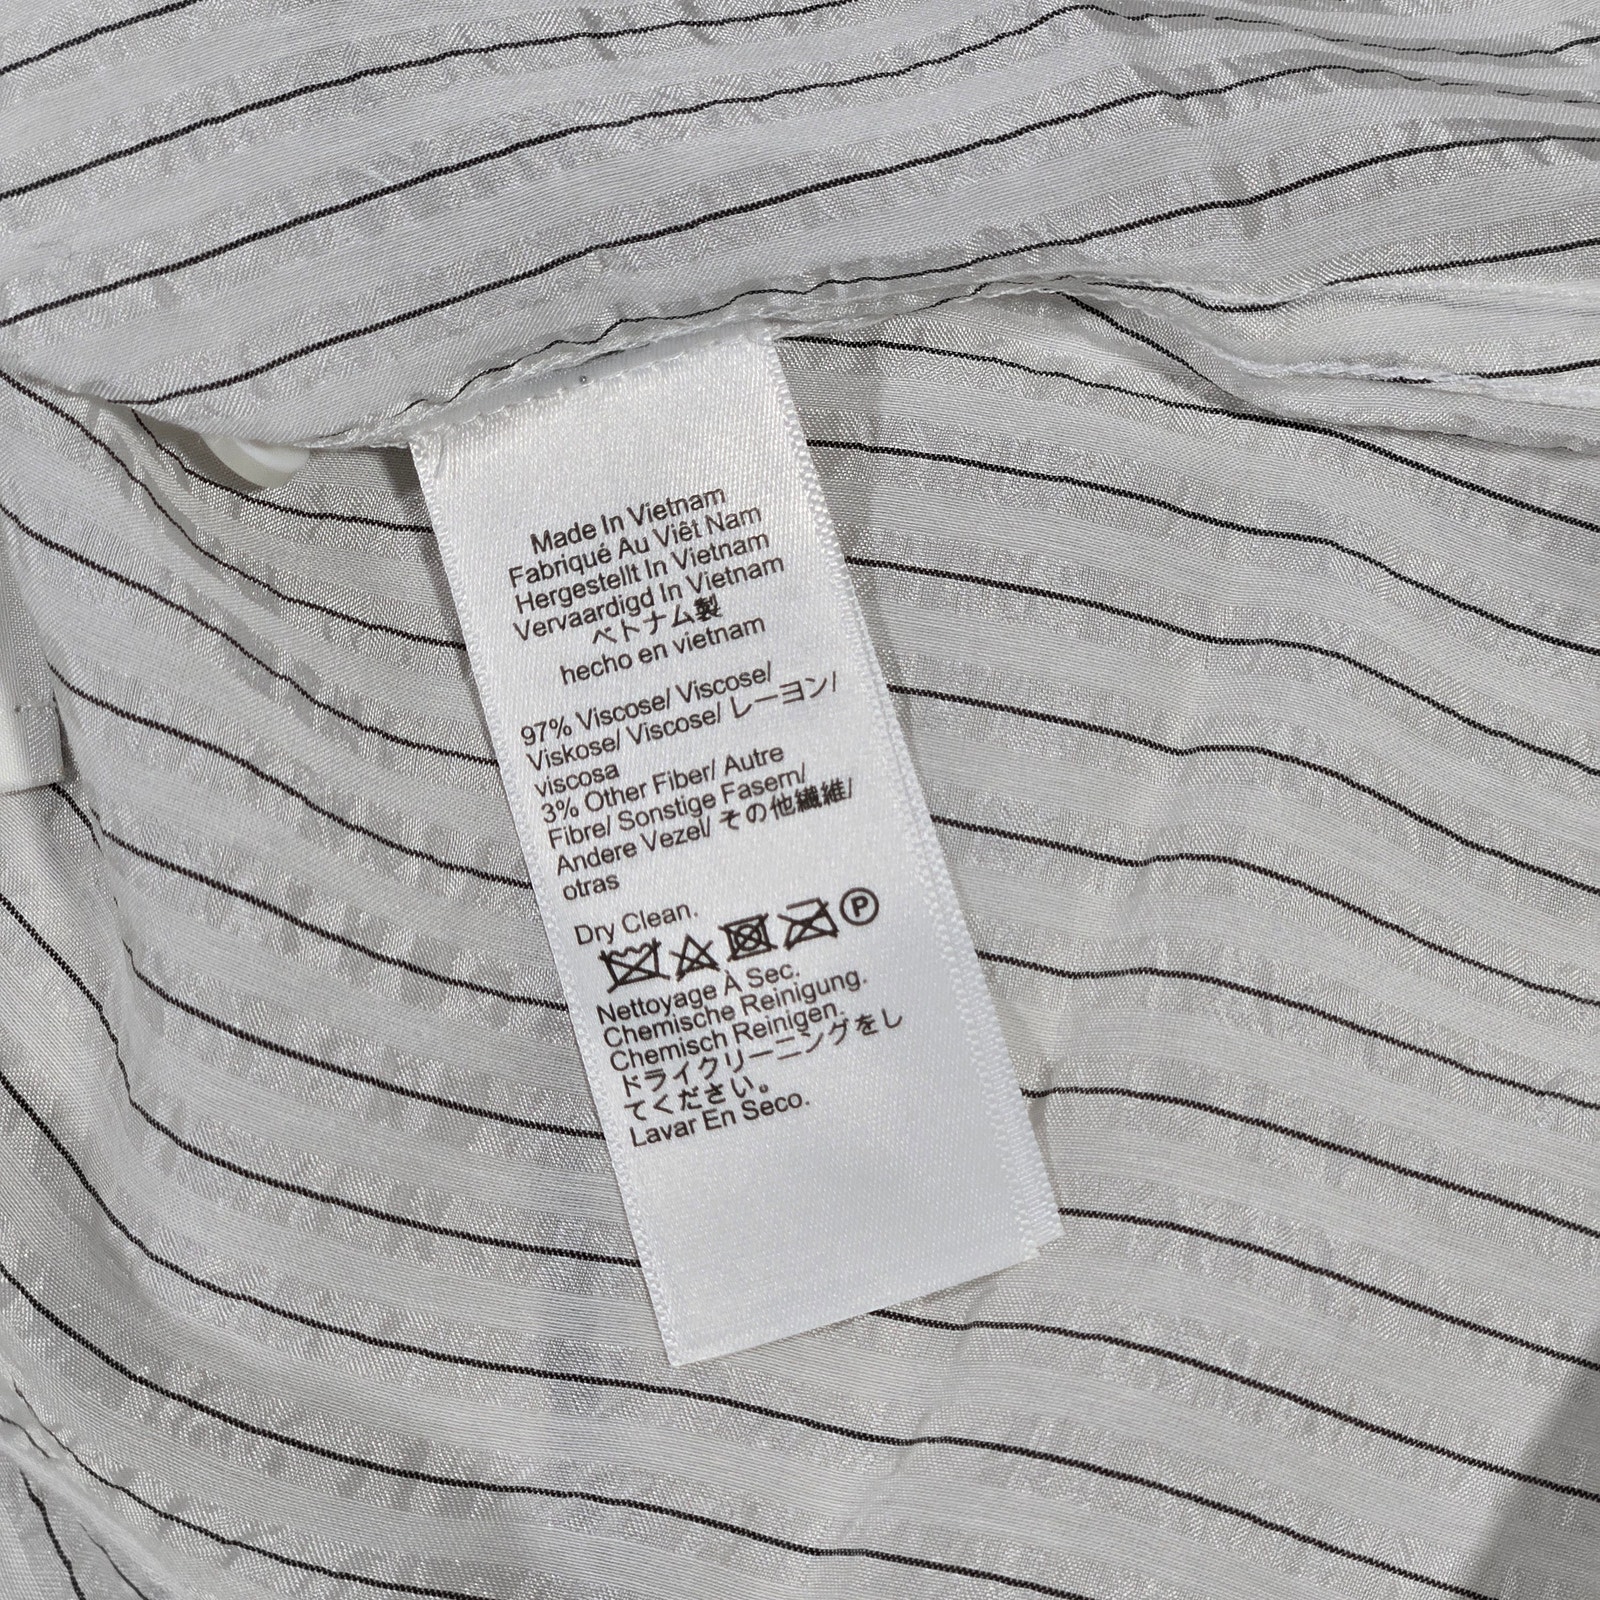 Made In Vietnam
Fabriqué Au Viêt Nam
Hergestellt In Vietnam
Vervaardigd In Vietnam
ベトナム製
hecho en vietnam
97% Viscose/ Viscose/
Viskose/ Viscose/ レーヨン/
viscosa
3% Other Fiber/ Autre
Fibre/ Sonstige Fasern/
Andere Vezel/ その他繊維/
otras
Dry Clean.
P
Nettoyage À Sec.
Chemische Reinigung.
Chemisch Reinigen.
ドライクリーニングをし
てください。
Lavar En Seco.